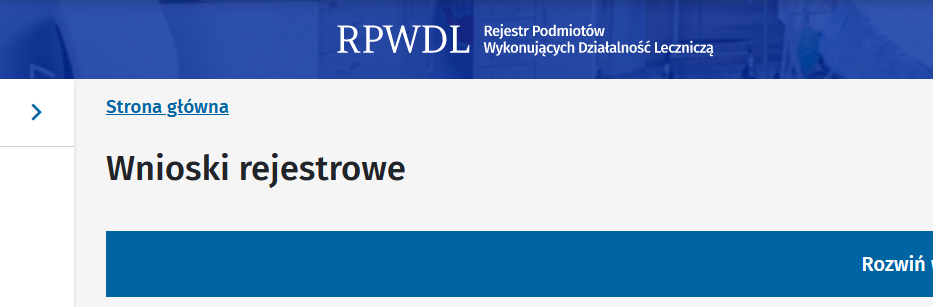 RPWDL
Rejestr Podmiotów
Wykonujących Działalność Leczniczą
Strona główna
Wnioski rejestrowe
Rozwiń